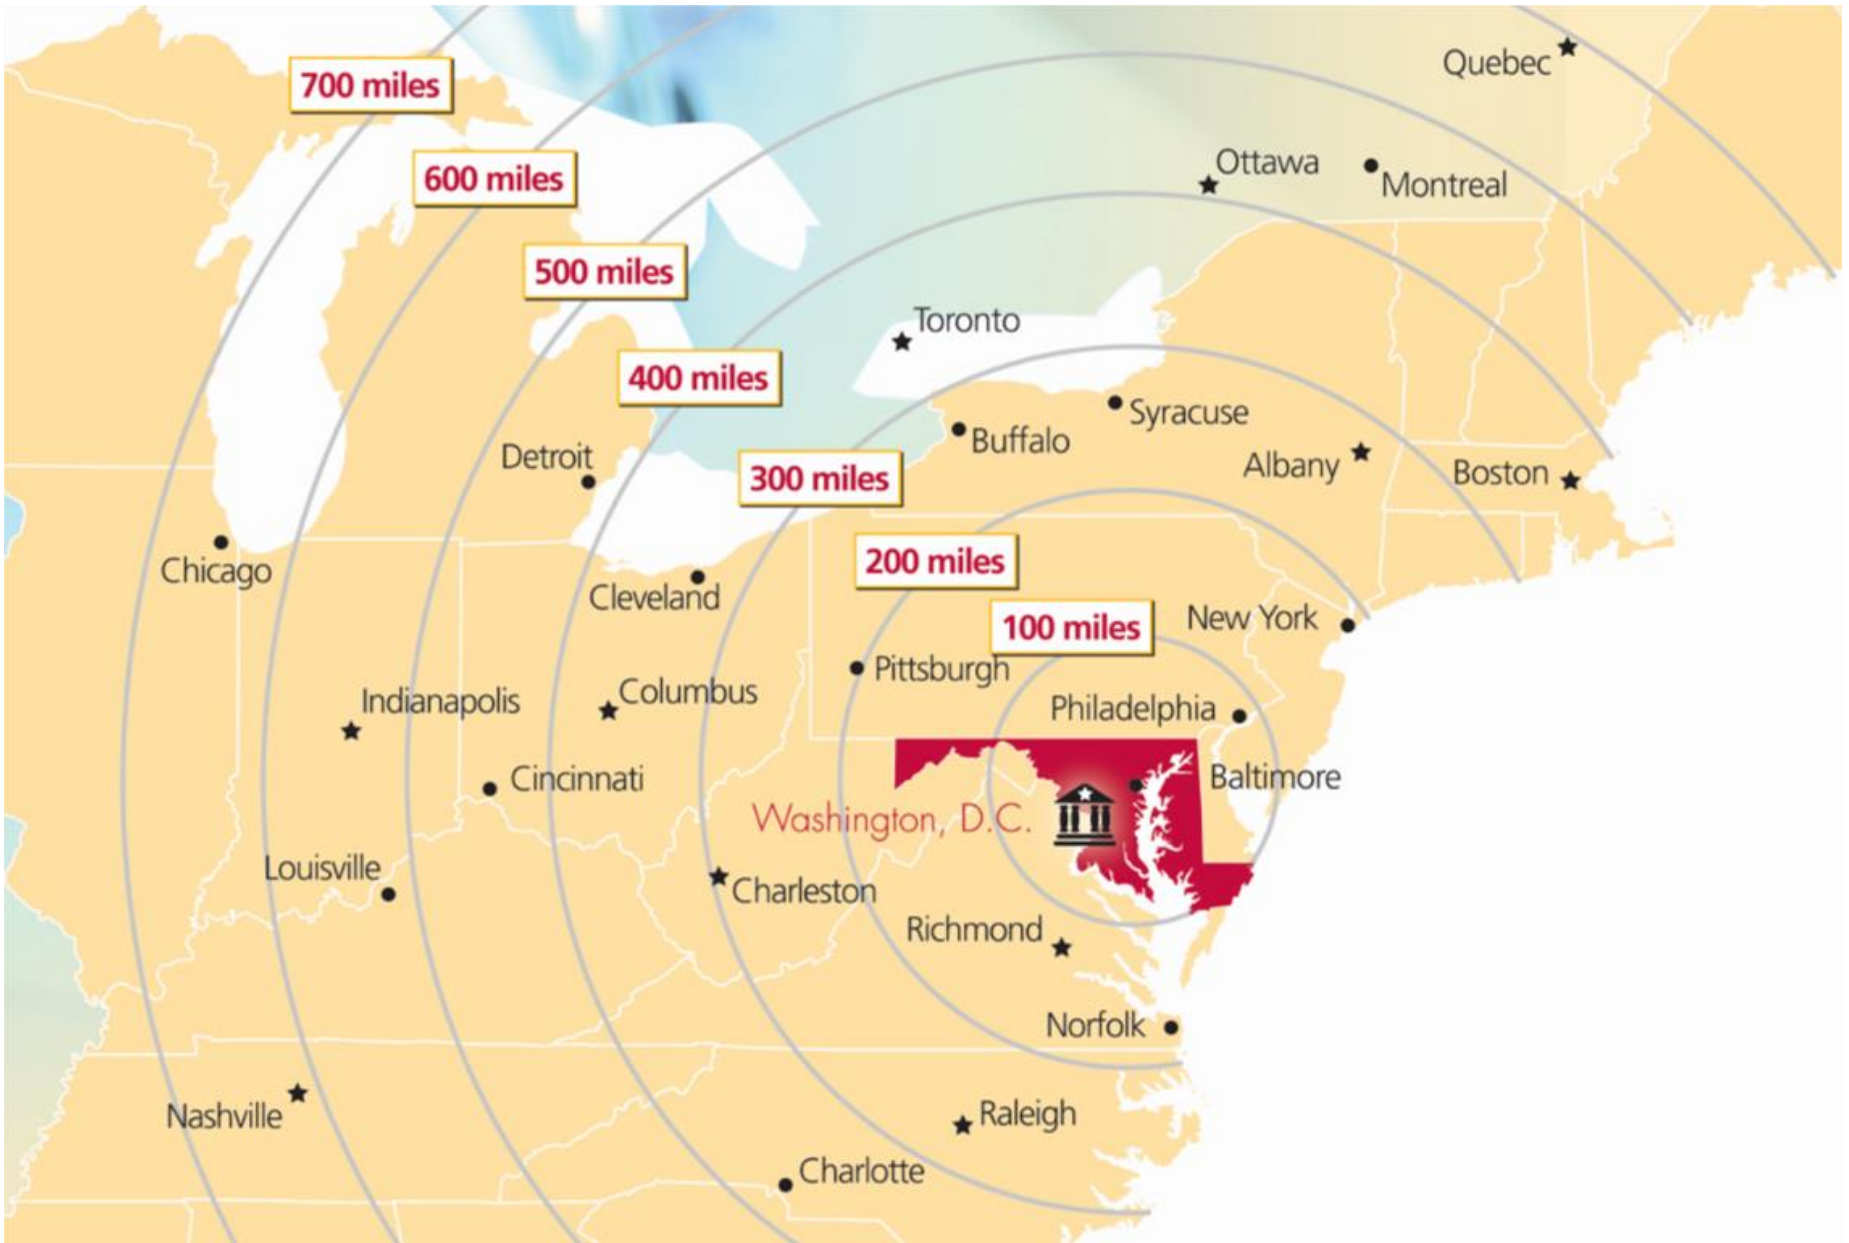 Quebec
700 miles
Ottawa
Montreal
600 miles
500 miles
Toronto
400 miles
Syracuse
Buffalo
Detroit
Albany
Boston
300 miles
200 miles
Chicago
Cleveland
New York
100 miles
Pittsburgh
Columbus
Indianapolis
Philadelphia
Cincinnati
Baltimore
Washington, D.C.
Louisville
Charleston
Richmond
Norfolk
Nashville
Raleigh
Charlotte